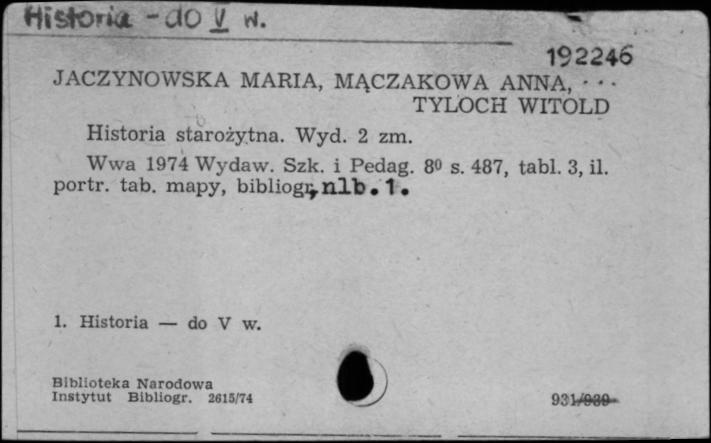 Historia - do V w.
192246
JACZYNOWSKA MARIA, MĄCZAKOWA ANNA, . . .
TYLOCH WITOLD
Historia starożytna. Wyd. 2 zm.
Wwa 1974 Wydaw. Szk. i Pedag. 8⁰ s. 487, tabl. 3, il.
portr. tab. mapy, bibliogr, nlb. 1.
1. Historia — do V w.
Biblioteka Narodowa
Instytut Bibliogr. 2615/74
931/939